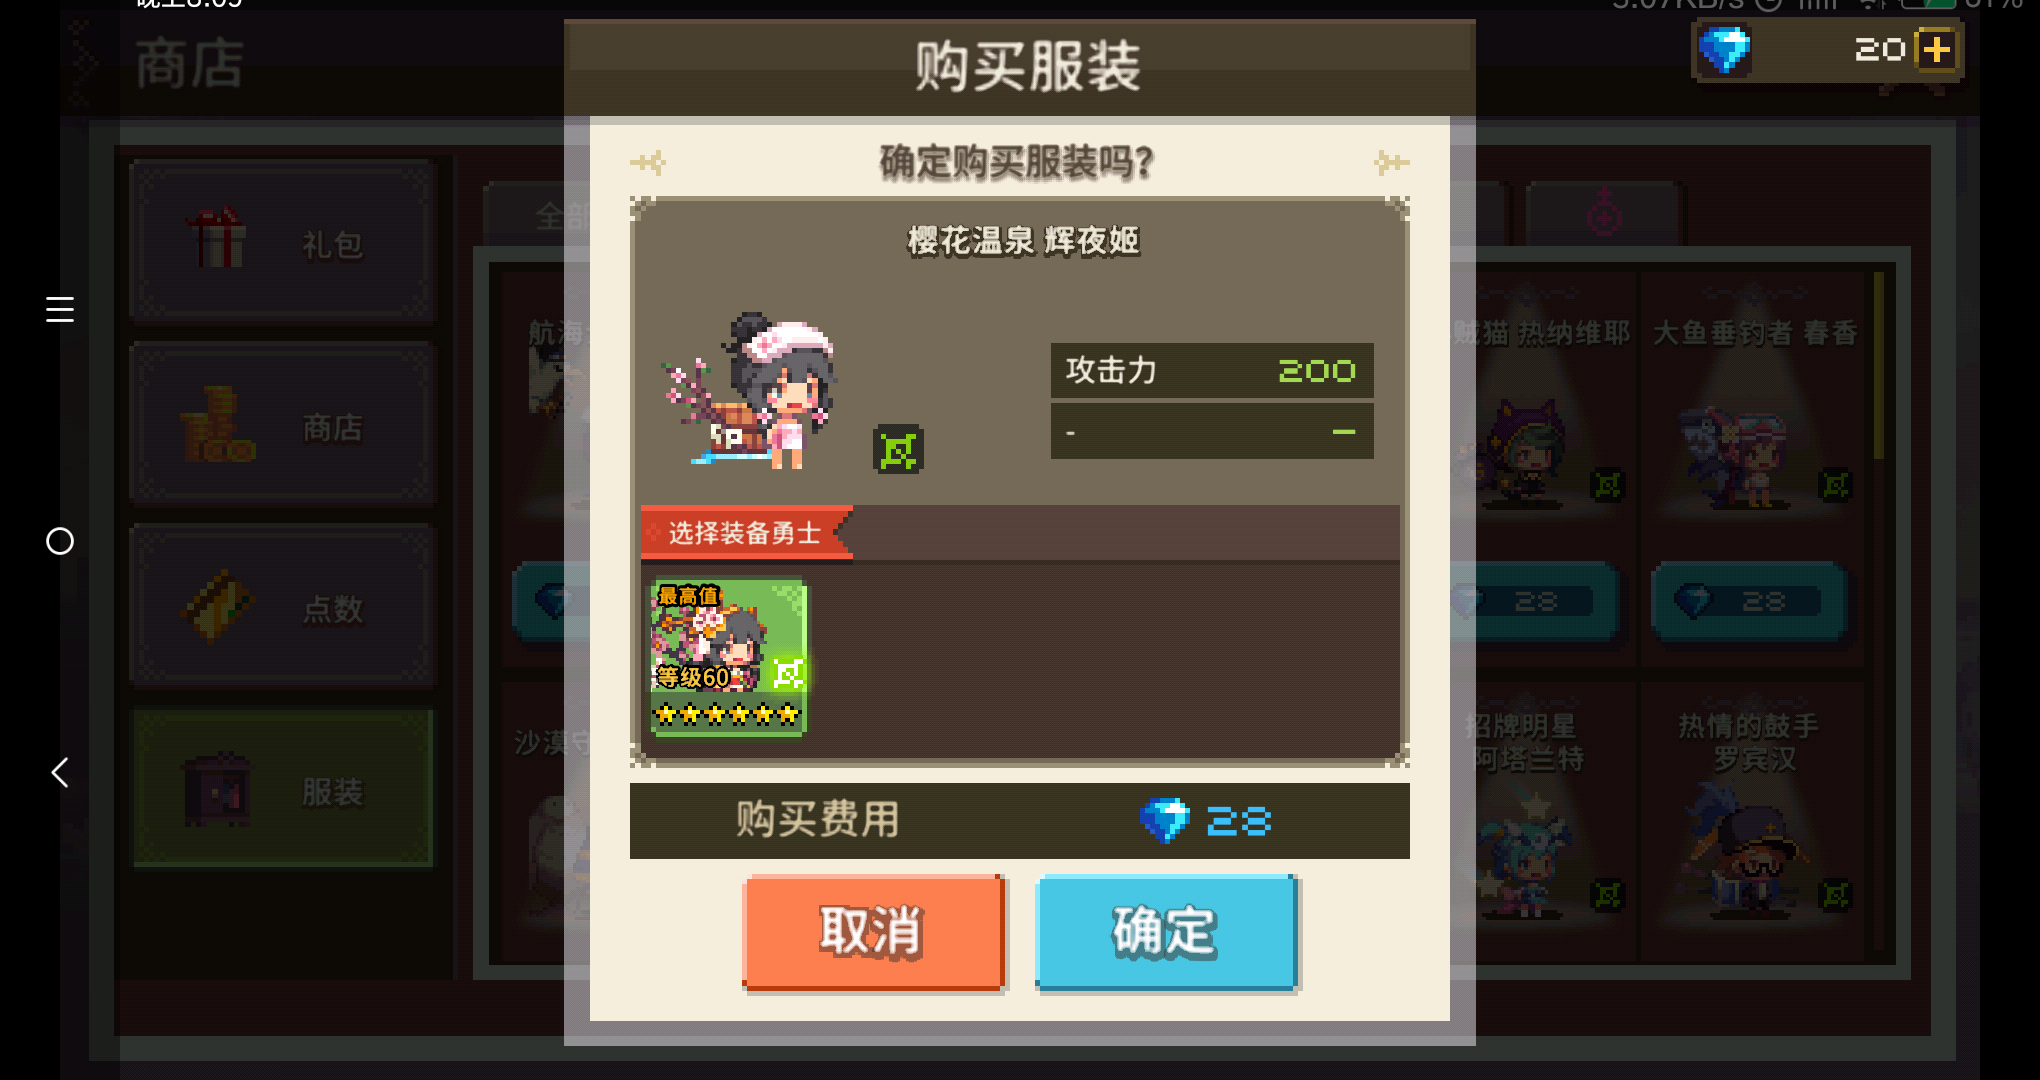 商店
购买服装
20
确定购买服装吗?
礼包
商店
点数
服装
全部
樱花温泉 辉夜姬
攻击力 200
- –
选择装备勇士
最高值
等级60
购买费用 28
取消
确定
航海
沙漠守
贼猫 热纳维耶
大鱼垂钓者 春香
28
28
招牌明星
阿塔兰特
热情的鼓手
罗宾汉